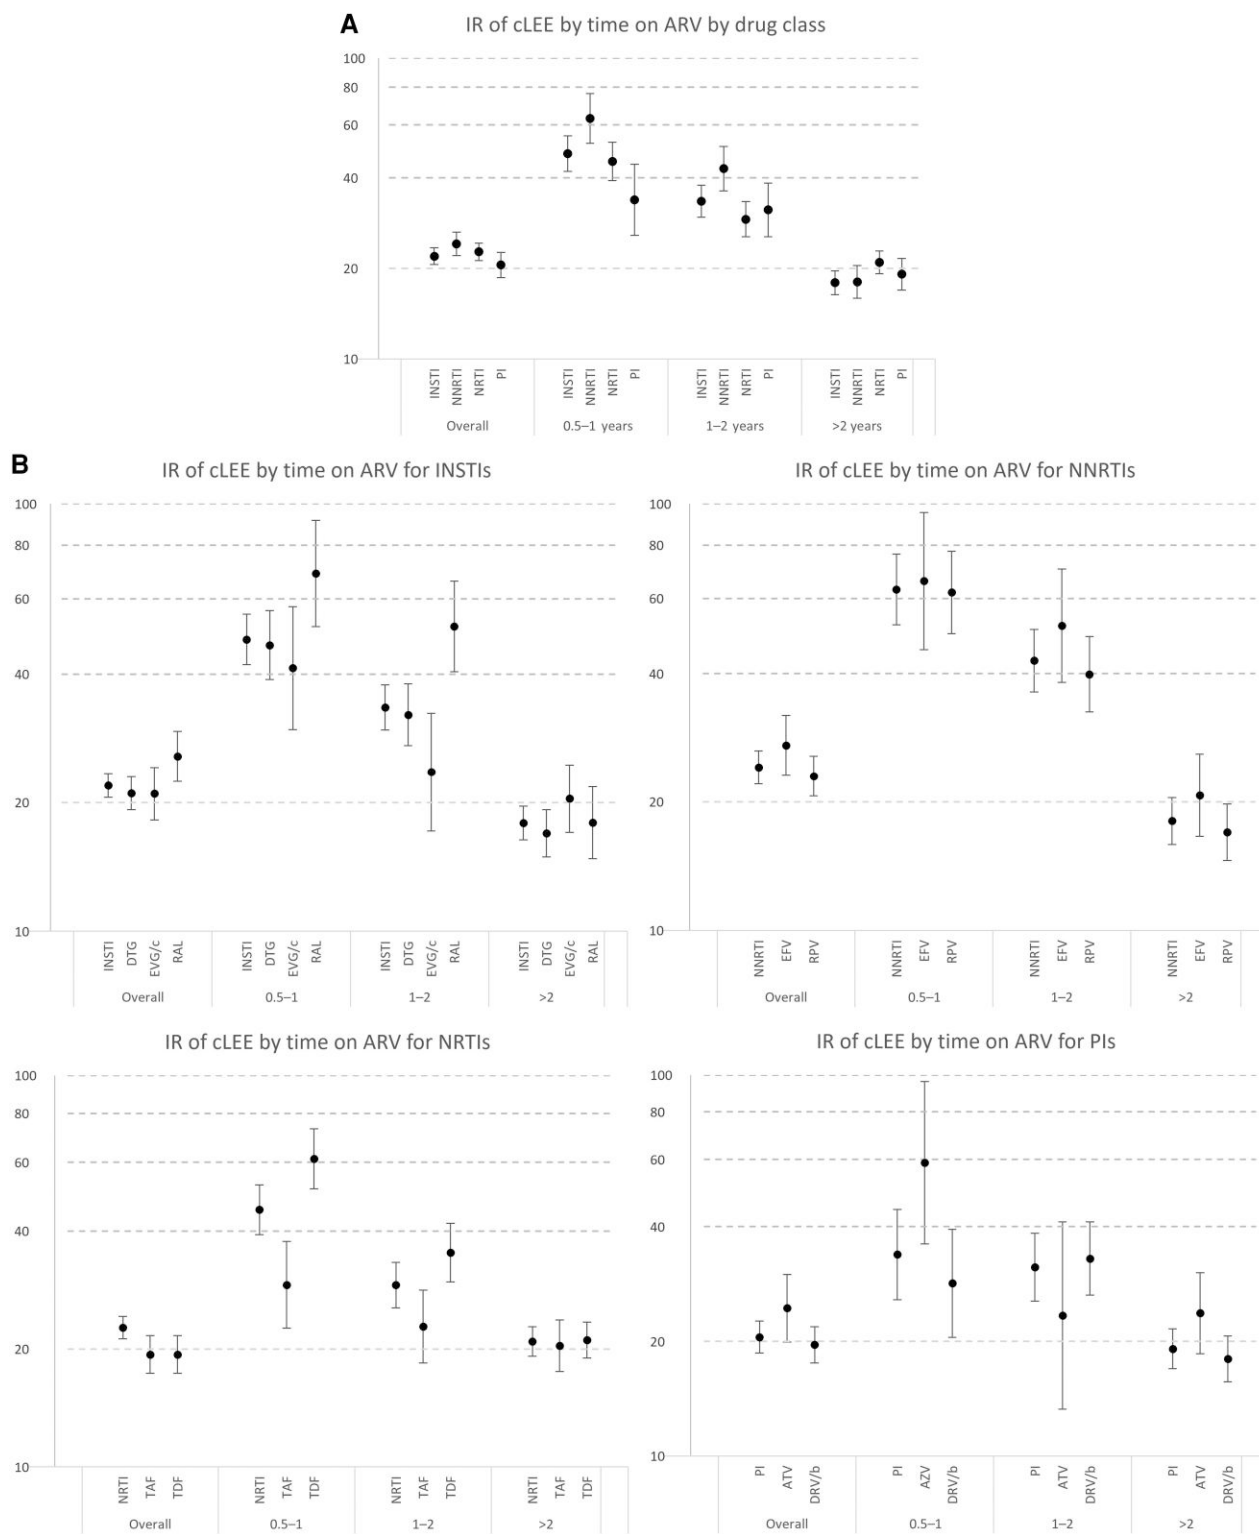 A
IR of cLEE by time on ARV by drug class
100
80
60
40
20
10
INSTI NNRTI NRTI PI INSTI NNRTI NRTI PI INSTI NNRTI NRTI PI INSTI NNRTI NRTI PI
Overall 0.5–1 years 1–2 years >2 years
B
IR of cLEE by time on ARV for INSTIs
100
80
60
40
20
10
INSTI DTG EVG/c RAL INSTI DTG EVG/c RAL INSTI DTG EVG/c RAL INSTI DTG EVG/c RAL
Overall 0.5–1 1–2 >2
IR of cLEE by time on ARV for NNRTIs
100
80
60
40
20
10
NNRTI EFV RPV NNRTI EFV RPV NNRTI EFV RPV NNRTI EFV RPV
Overall 0.5–1 1–2 >2
IR of cLEE by time on ARV for NRTIs
100
80
60
40
20
10
NRTI TAF TDF NRTI TAF TDF NRTI TAF TDF NRTI TAF TDF
Overall 0.5–1 1–2 >2
IR of cLEE by time on ARV for PIs
100
80
60
40
20
10
PI ATV DRV/b PI AZV DRV/b PI ATV DRV/b PI ATV DRV/b
Overall 0.5–1 1–2 >2